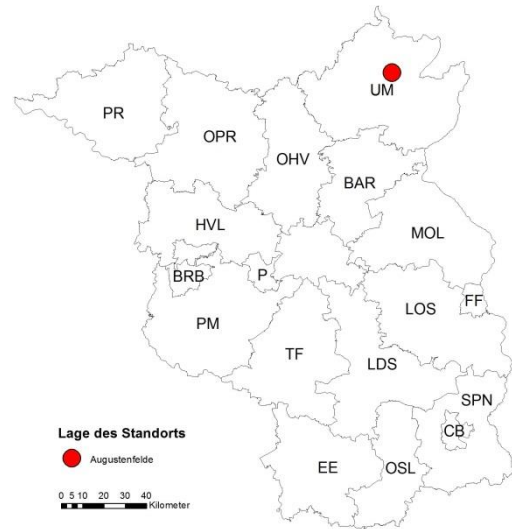 UM
PR
OPR
OHV
BAR
HVL
MOL
BRB
P
FF
LOS
PM
TF
LDS
SPN
CB
EE
OSL
Lage des Standorts
Augustenfelde
0 5 10 20 30 40
Kilometer